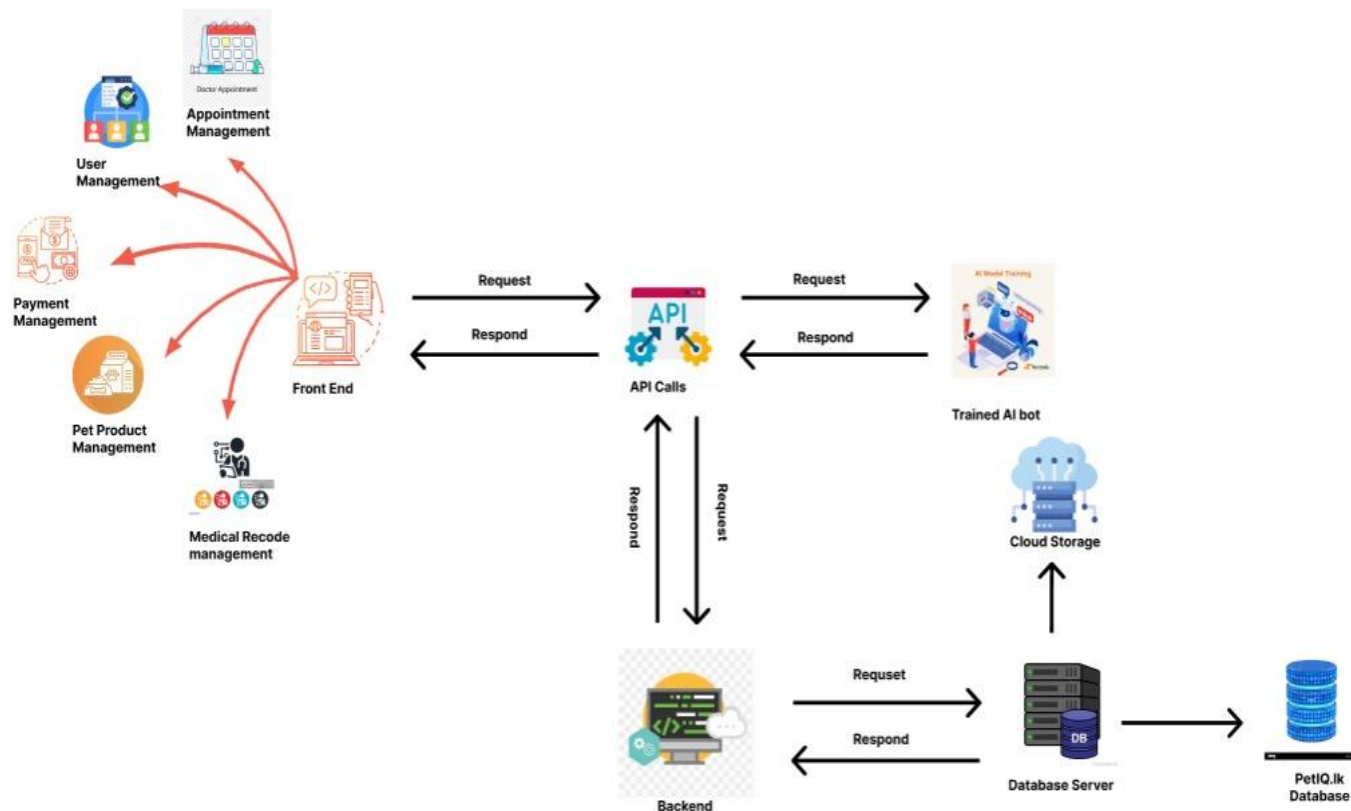 Doctor Appointment
Appointment
Management
User
Management
Payment
Management
Pet Product
Management
Medical Recode
management
Front End
Request
Respond
API
API Calls
Request
Respond
AI Model Training
Trained AI bot
Cloud Storage
Respond
Request
Backend
Requset
Respond
DB
Database Server
PetIQ.lk
Database